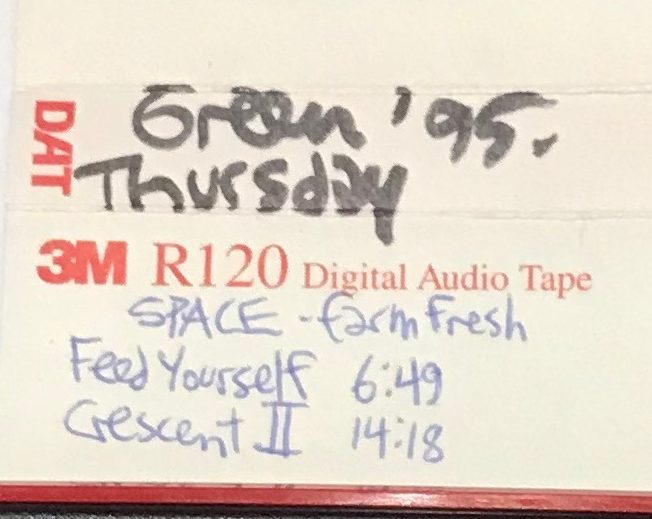 DAT
Green '95.
Thursday
3M R120 Digital Audio Tape
SPACE - farm Fresh
Feed Yourself 6:49
Crescent II 14:18